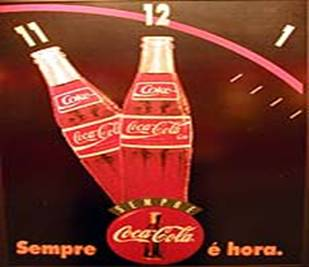 12
11
1
Coke
Coke
Coca-Cola
Coca-Cola
SEMPRE
Coca-Cola
Sempre é hora.